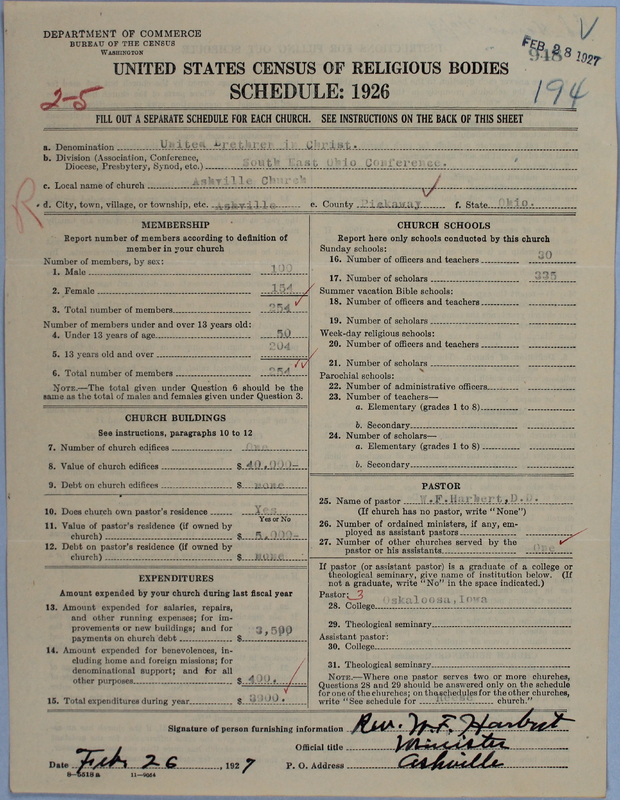 DEPARTMENT OF COMMERCE
BUREAU OF THE CENSUS
WASHINGTON
FEB 28 1927
948
194
UNITED STATES CENSUS OF RELIGIOUS BODIES
SCHEDULE: 1926
2-5
FILL OUT A SEPARATE SCHEDULE FOR EACH CHURCH. SEE INSTRUCTIONS ON THE BACK OF THIS SHEET
a. Denomination United Brethren in Christ.
b. Division (Association, Conference,
Diocese, Presbytery, Synod, etc.) South East Ohio Conference.
c. Local name of church Ashville Church
R
d. City, town, village, or township, etc. Ashville e. County Pickaway f. State Ohio.
MEMBERSHIP
Report number of members according to definition of
member in your church
Number of members, by sex:
1. Male 100
2. Female 154
3. Total number of members 254
Number of members under and over 13 years old:
4. Under 13 years of age 50
5. 13 years old and over 204
6. Total number of members 254
NOTE.—The total given under Question 6 should be the
same as the total of males and females given under Question 3.
CHURCH BUILDINGS
See instructions, paragraphs 10 to 12
7. Number of church edifices One
8. Value of church edifices $ 40,000-
9. Debt on church edifices $ none
10. Does church own pastor's residence Yes
Yes or No
11. Value of pastor's residence (if owned by
church) $ 5,000-
12. Debt on pastor's residence (if owned by
church) $ none
EXPENDITURES
Amount expended by your church during last fiscal year
13. Amount expended for salaries, repairs,
and other running expenses; for im-
provements or new buildings; and for
payments on church debt $ 3,500
14. Amount expended for benevolences, in-
cluding home and foreign missions; for
denominational support; and for all
other purposes $ 400.
15. Total expenditures during year $ 3900.
CHURCH SCHOOLS
Report here only schools conducted by this church
Sunday schools:
16. Number of officers and teachers 30
17. Number of scholars 335
Summer vacation Bible schools:
18. Number of officers and teachers
19. Number of scholars
Week-day religious schools:
20. Number of officers and teachers
21. Number of scholars
Parochial schools:
22. Number of administrative officers
23. Number of teachers—
a. Elementary (grades 1 to 8)
b. Secondary
24. Number of scholars—
a. Elementary (grades 1 to 8)
b. Secondary
PASTOR
25. Name of pastor W.F.Harbert,D.D.
(If church has no pastor, write "None")
26. Number of ordained ministers, if any, em-
ployed as assistant pastors
27. Number of other churches served by the
pastor or his assistants One
If pastor (or assistant pastor) is a graduate of a college or
theological seminary, give name of institution below. (If
not a graduate, write "No" in the space indicated.)
Pastor: 3
28. College Oskaloosa,Iowa
29. Theological seminary
Assistant pastor:
30. College
31. Theological seminary
NOTE.—Where one pastor serves two or more churches,
Questions 28 and 29 should be answered only on the schedule
for one of the churches; on the schedules for the other churches,
write "See schedule for church."
Signature of person furnishing information Rev. W. F. Harbert
Official title Minister
Date Feb 26, 1927 P. O. Address Ashville
8-5518a 11-9054